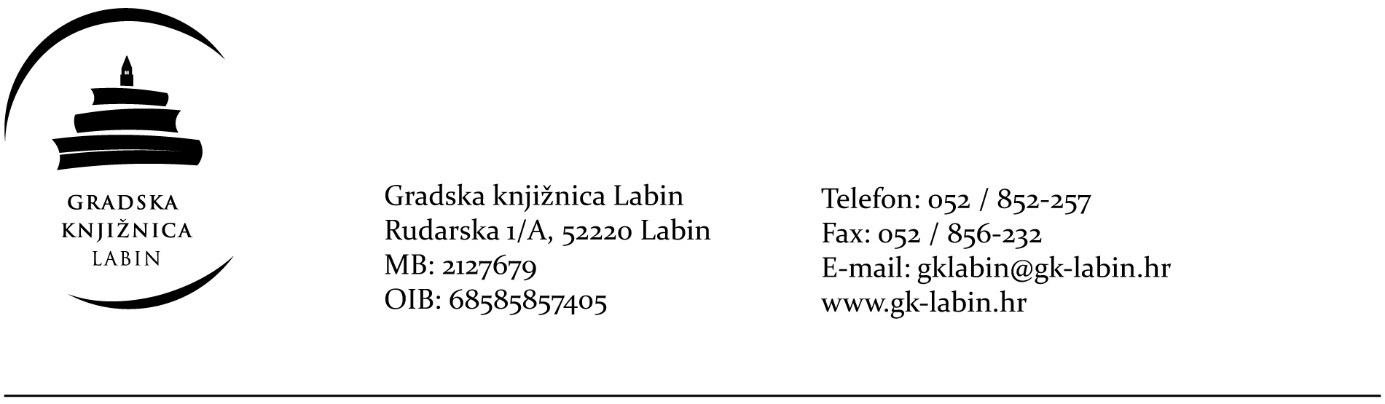 GRADSKA
KNJIŽNICA
LABIN
Gradska knjižnica Labin
Rudarska 1/A, 52220 Labin
MB: 2127679
OIB: 68585857405
Telefon: 052 / 852-257
Fax: 052 / 856-232
E-mail: gklabin@gk-labin.hr
www.gk-labin.hr